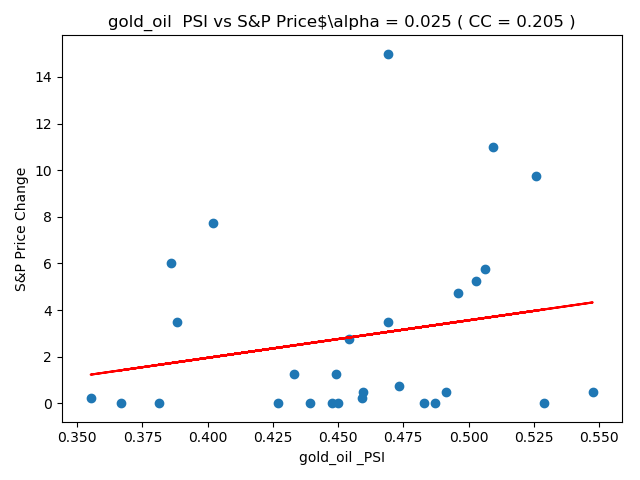 gold_oil  PSI vs S&P Price$\alpha = 0.025 ( CC = 0.205 )
S&P Price Change
14
12
10
8
6
4
2
0
0.350 0.375 0.400 0.425 0.450 0.475 0.500 0.525 0.550
gold_oil _PSI